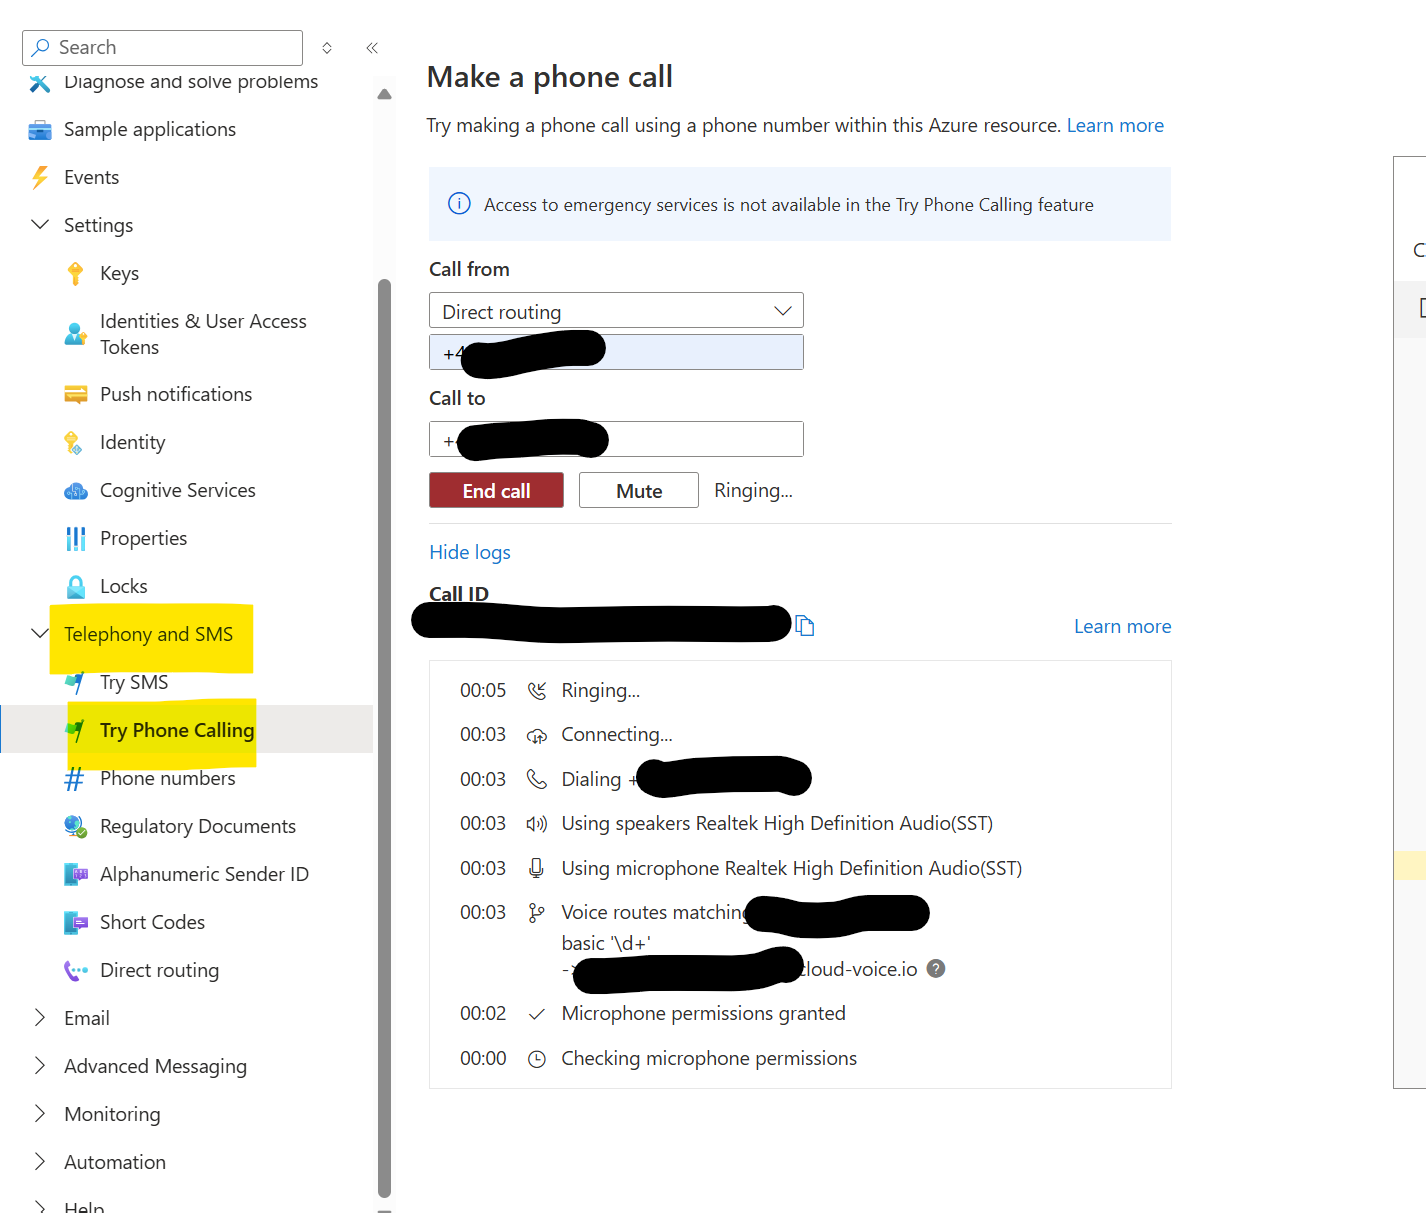 Search
Diagnose and solve problems
Sample applications
Events
Settings
Keys
Identities & User Access
Tokens
Push notifications
Identity
Cognitive Services
Properties
Locks
Telephony and SMS
Try SMS
Try Phone Calling
Phone numbers
Regulatory Documents
Alphanumeric Sender ID
Short Codes
Direct routing
Email
Advanced Messaging
Monitoring
Automation
Help
Make a phone call
Try making a phone call using a phone number within this Azure resource. Learn more
Access to emergency services is not available in the Try Phone Calling feature
Call from
Direct routing
+4
Call to
+
End call
Mute
Ringing...
Hide logs
Call ID
Learn more
00:05 Ringing...
00:03 Connecting...
00:03 Dialing +
00:03 Using speakers Realtek High Definition Audio(SST)
00:03 Using microphone Realtek High Definition Audio(SST)
00:03 Voice routes matching
basic '\d+'
cloud-voice.io
00:02 Microphone permissions granted
00:00 Checking microphone permissions